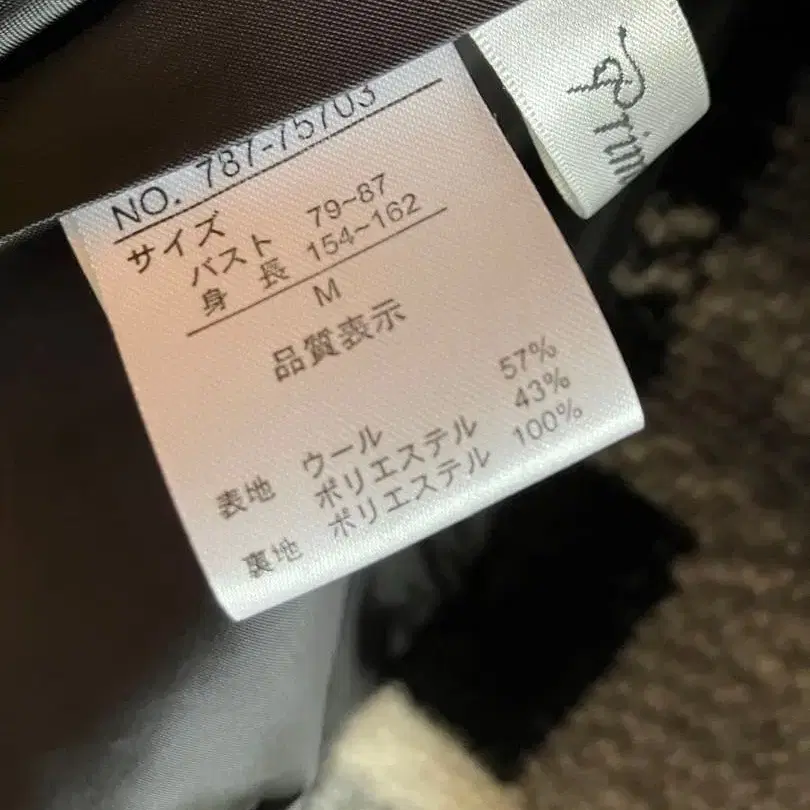 NO. 787-75703
サイズ
バスト 79~87
身長 154~162
M
品質表示
表地 ウール 57%
ポリエステル 43%
裏地 ポリエステル 100%